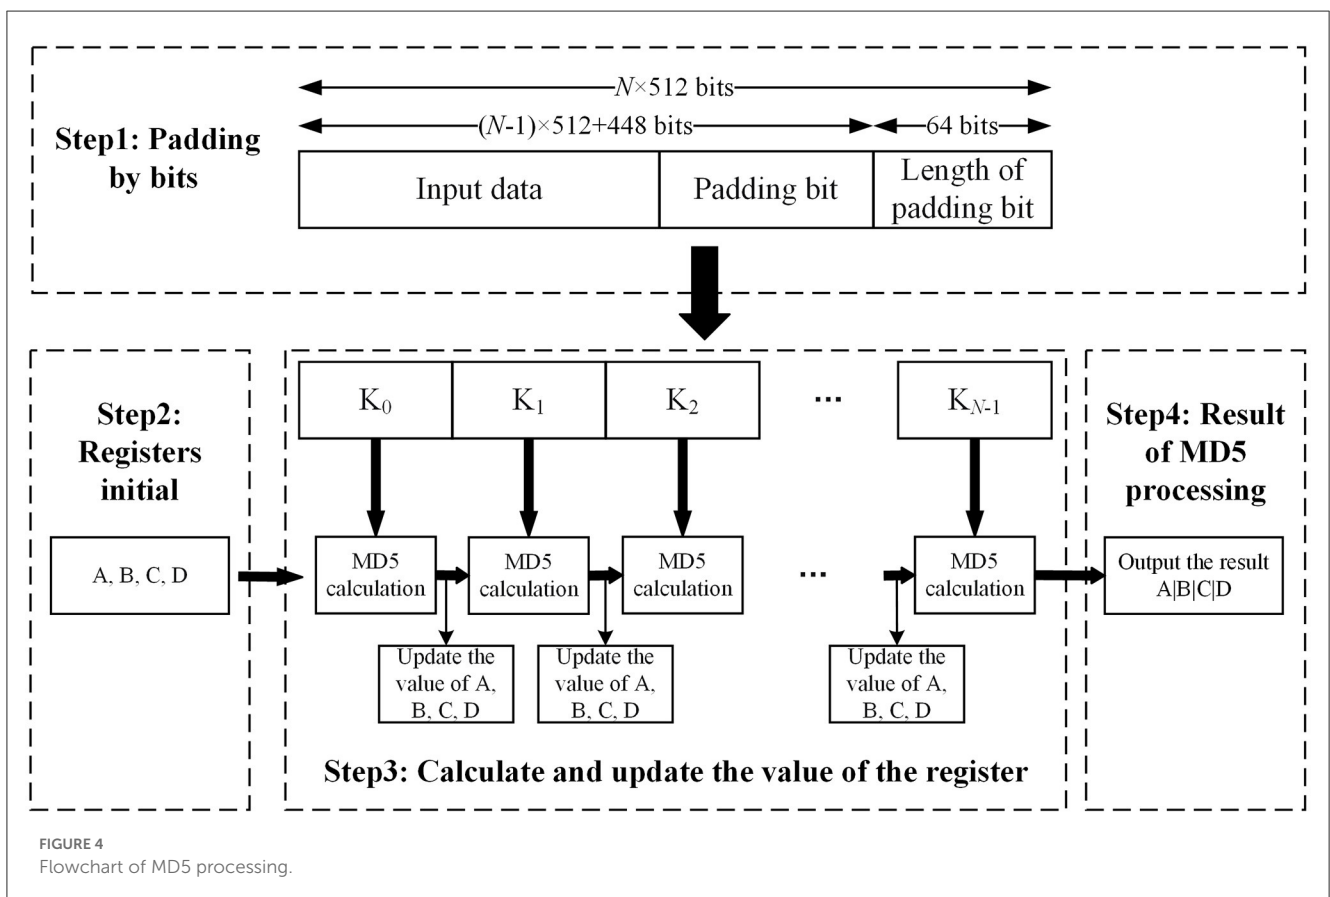 N×512 bits
(N-1)×512+448 bits
64 bits
Step1: Padding
by bits
Input data
Padding bit
Length of
padding bit
Step2:
Registers
initial
A, B, C, D
K0
K1
K2
...
KN-1
MD5
calculation
MD5
calculation
MD5
calculation
...
MD5
calculation
Update the
value of A,
B, C, D
Update the
value of A,
B, C, D
Update the
value of A,
B, C, D
Step3: Calculate and update the value of the register
Step4: Result
of MD5
processing
Output the result
A|B|C|D
FIGURE 4
Flowchart of MD5 processing.